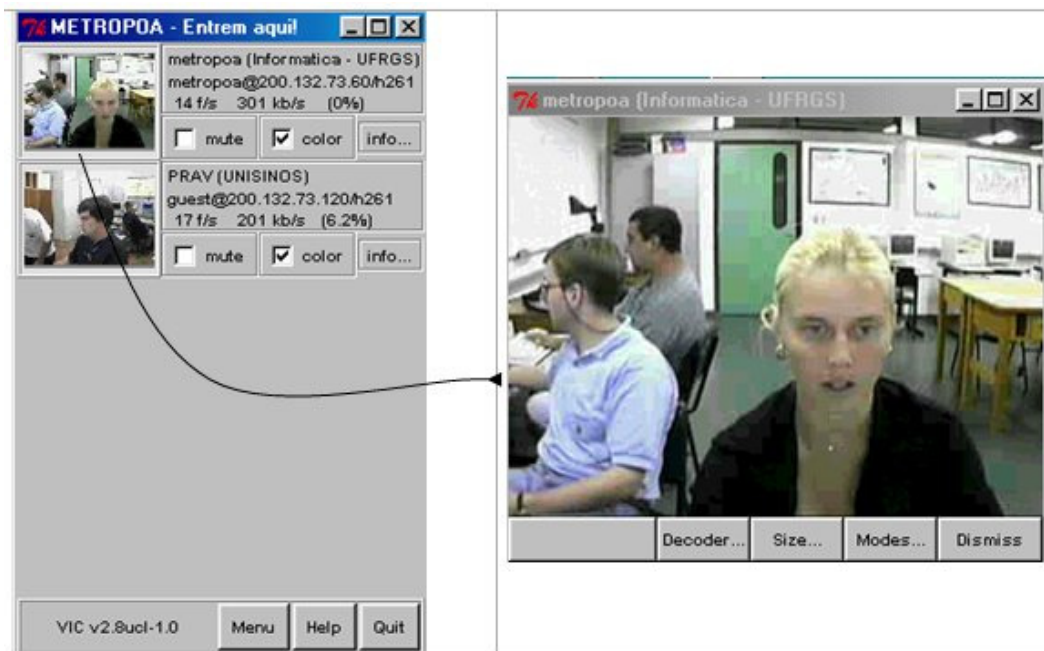 METROPOA - Entrem aqui!
metropoa (Informatica - UFRGS)
metropoa@200.132.73.60/h261
14 f/s 301 kb/s (0%)
mute color info...
PRAV (UNISINOS)
guest@200.132.73.120/h261
17 f/s 201 kb/s (6.2%)
mute color info...
VIC v2.8ucl-1.0 Menu Help Quit
metropoa (Informatica - UFRGS)
Decoder... Size... Modes... Dismiss